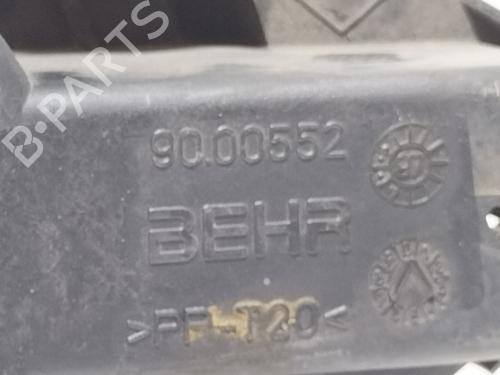 B-PARTS
90.00552
BEHR
>PP-T20<